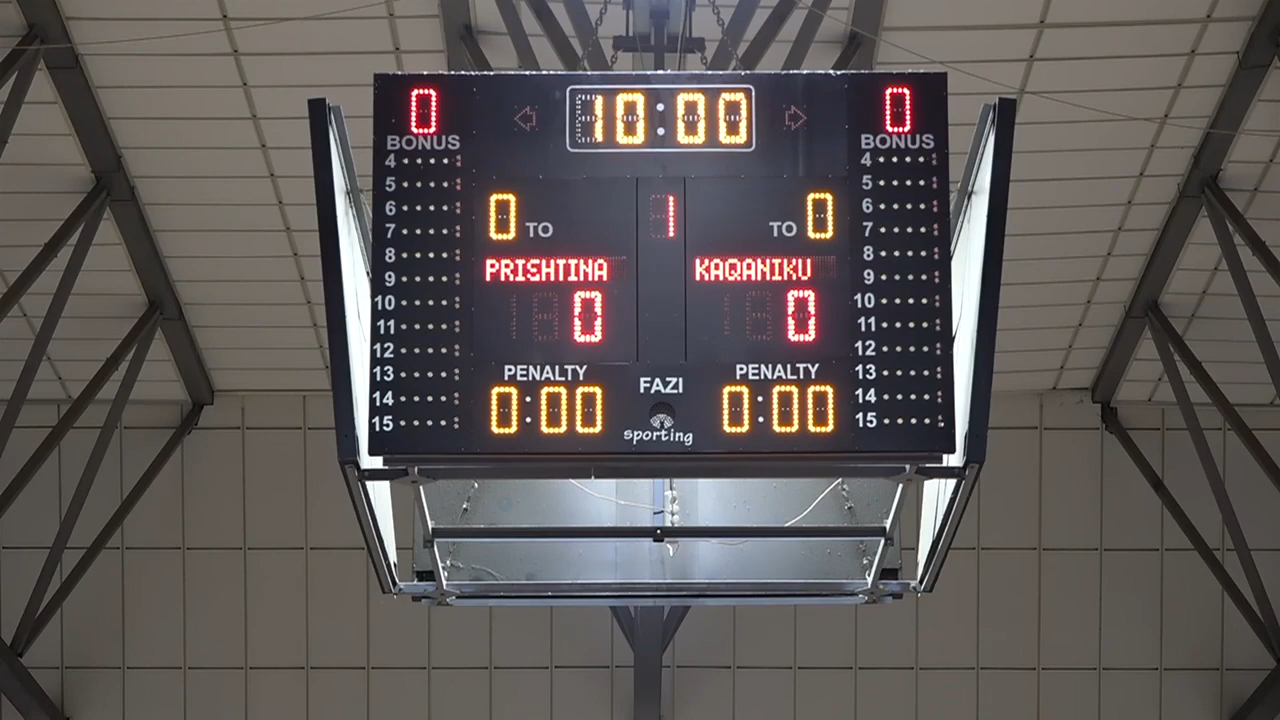 0 10:00 0
BONUS BONUS
4 4
5 5
6 6
0 TO 1 TO 0
7 7
8 8
PRISHTINA KAQANIKU
9 9
10 10
0 0
11 11
12 12
PENALTY PENALTY
13 FAZI 13
14 14
0:00 0:00
15 sporting 15